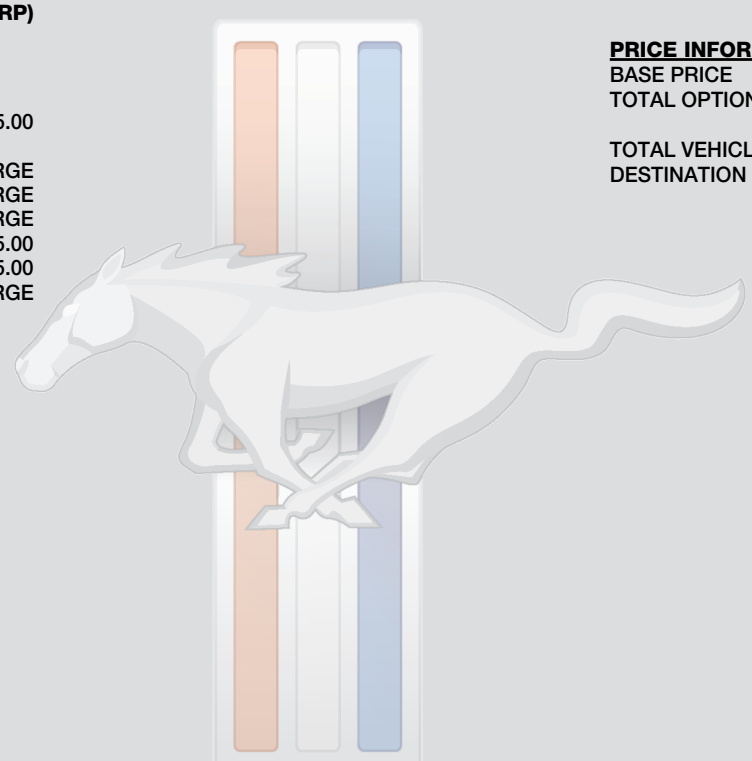 RP)
5.00
RGE
RGE
RGE
5.00
5.00
RGE
PRICE INFOR
BASE PRICE
TOTAL OPTION
TOTAL VEHICL
DESTINATION